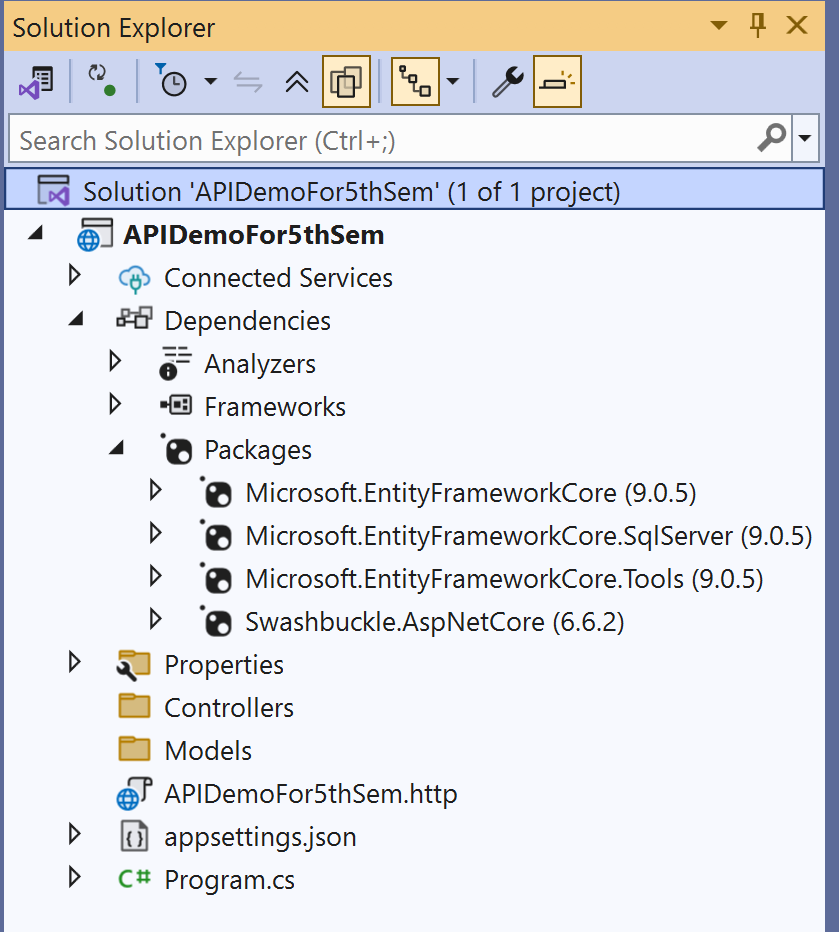 Solution Explorer
Search Solution Explorer (Ctrl+;)
Solution 'APIDemoFor5thSem' (1 of 1 project)
APIDemoFor5thSem
Connected Services
Dependencies
Analyzers
Frameworks
Packages
Microsoft.EntityFrameworkCore (9.0.5)
Microsoft.EntityFrameworkCore.SqlServer (9.0.5)
Microsoft.EntityFrameworkCore.Tools (9.0.5)
Swashbuckle.AspNetCore (6.6.2)
Properties
Controllers
Models
APIDemoFor5thSem.http
appsettings.json
C# Program.cs